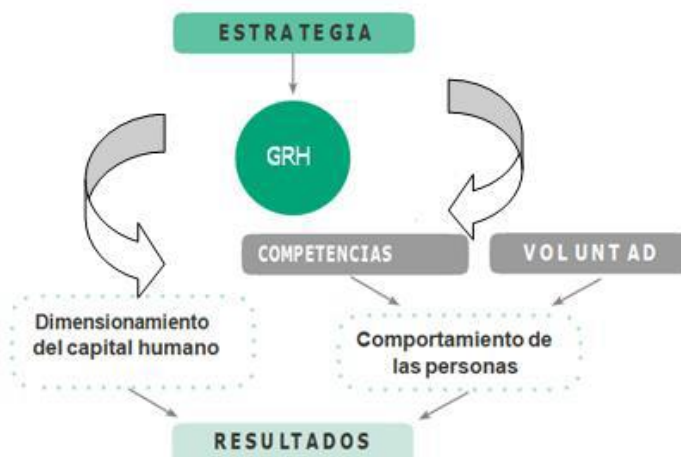 ESTRATEGIA
GRH
COMPETENCIAS
VOLUNTAD
Dimensionamiento
del capital humano
Comportamiento de
las personas
RESULTADOS